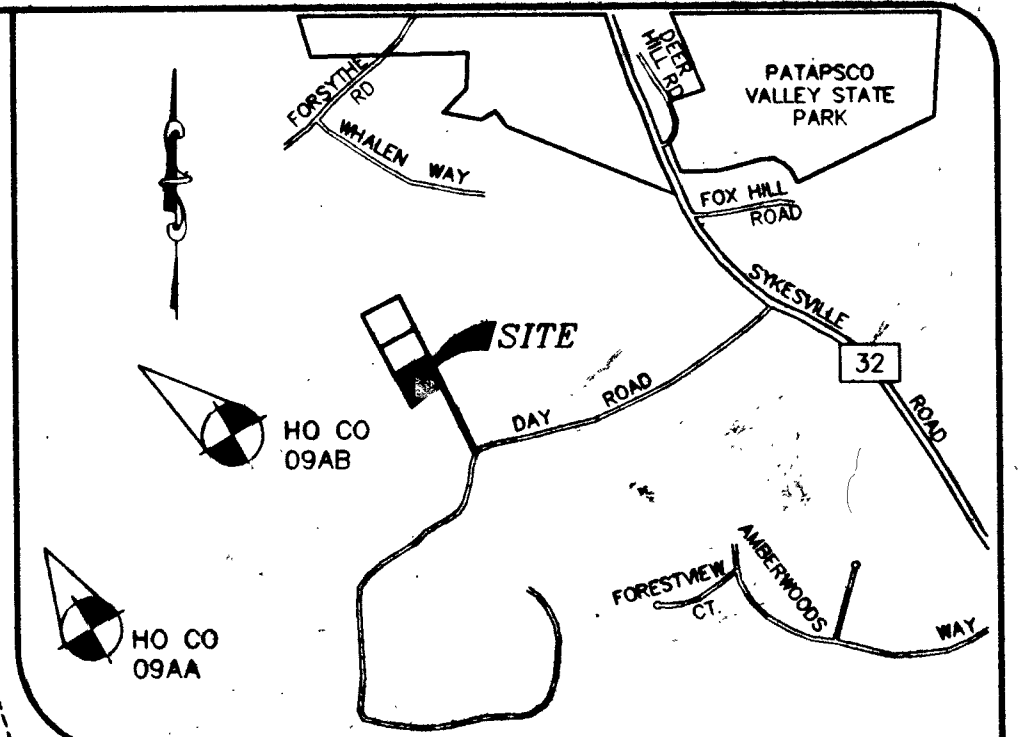 DEER
HILL RD
PATAPSCO
VALLEY STATE
PARK
FORSYTHE
RD
WHALEN WAY
FOX HILL
ROAD
SYKESVILLE
ROAD
32
SITE
DAY ROAD
HO CO
09AB
FORESTVIEW
CT.
AMBERWOODS
WAY
HO CO
09AA